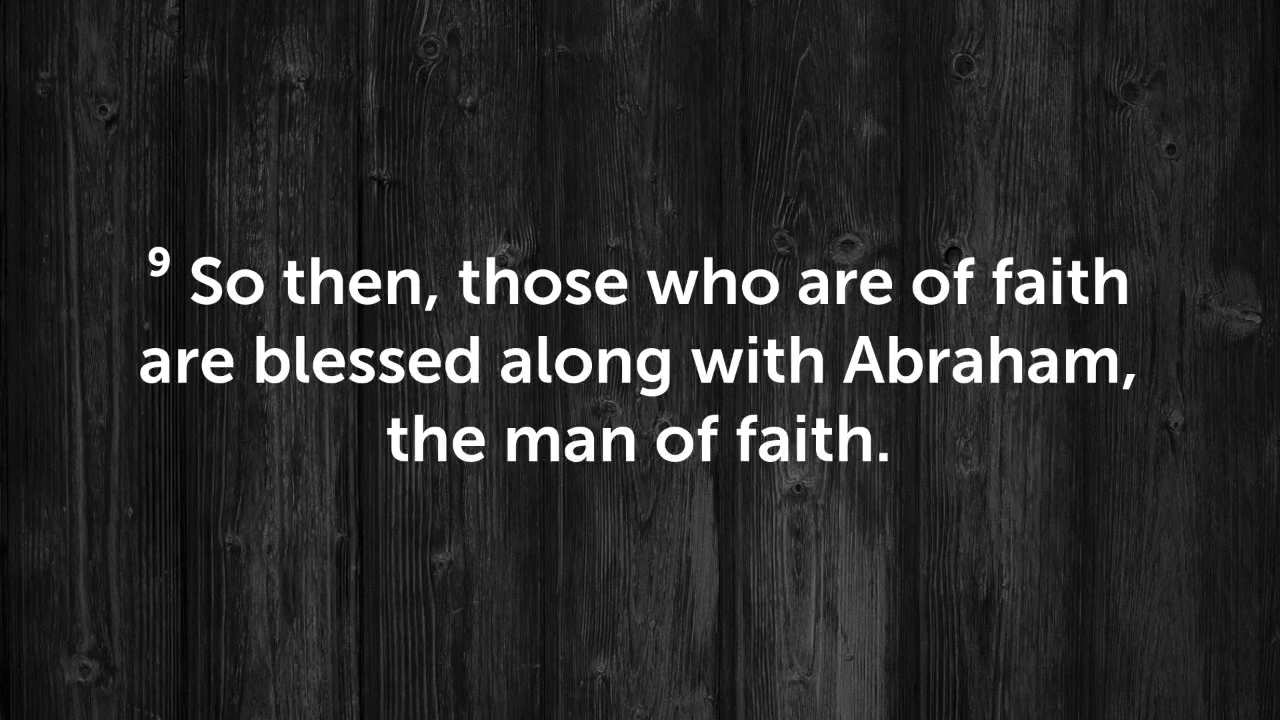 ⁹ So then, those who are of faith
are blessed along with Abraham,
the man of faith.